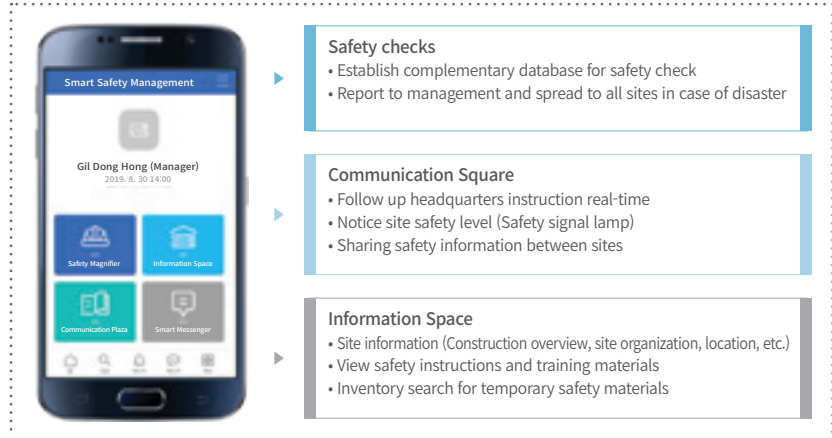 Smart Safety Management
Gil Dong Hong (Manager)
2019. 8. 30 14:00
Safety Magnifier
Information Space
Communication Plaza
Smart Messenger
Safety checks
• Establish complementary database for safety check
• Report to management and spread to all sites in case of disaster
Communication Square
• Follow up headquarters instruction real-time
• Notice site safety level (Safety signal lamp)
• Sharing safety information between sites
Information Space
• Site information (Construction overview, site organization, location, etc.)
• View safety instructions and training materials
• Inventory search for temporary safety materials